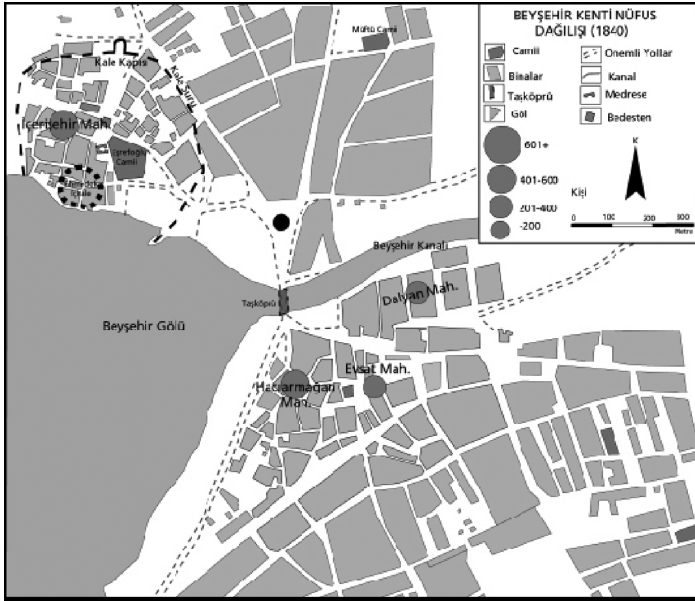 BEYŞEHİR KENTİ NÜFUS
DAĞILIŞI (1840)
Camii
Binalar
Taşköprü
Göl
Önemli Yollar
Kanal
Medrese
Bedesten
601+
401-600
201-400
-200
Kişi
K
0 100 200 300
Metre
Müftü Camii
Kale Kapısı
Kale Suru
İçerişehir Mah.
Eşrefoğlu
Camii
Beyşehir Kanalı
Taşköprü
Dalyan Mah.
Beyşehir Gölü
Evsat Mah.
Hacıarmağan
Mah.